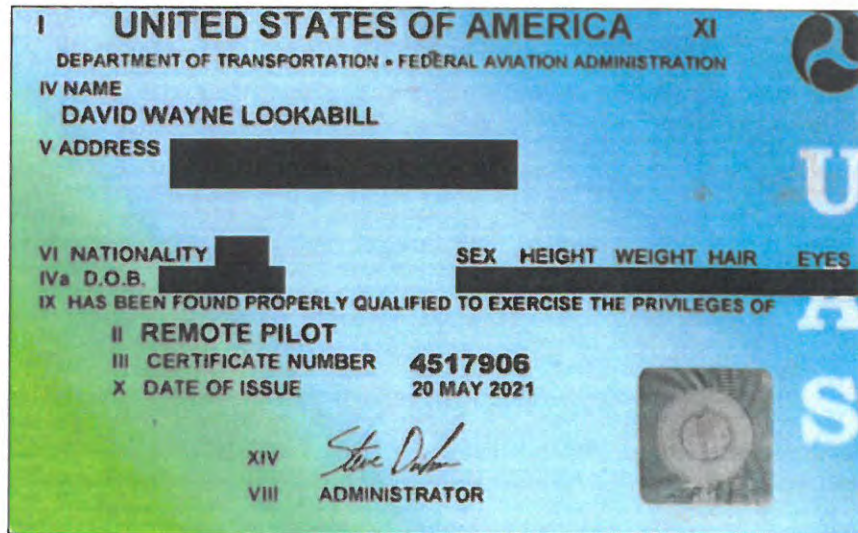 I UNITED STATES OF AMERICA XI
DEPARTMENT OF TRANSPORTATION • FEDERAL AVIATION ADMINISTRATION
IV NAME
DAVID WAYNE LOOKABILL
V ADDRESS
VI NATIONALITY SEX HEIGHT WEIGHT HAIR EYES
IVa D.O.B.
IX HAS BEEN FOUND PROPERLY QUALIFIED TO EXERCISE THE PRIVILEGES OF
II REMOTE PILOT
III CERTIFICATE NUMBER 4517906
X DATE OF ISSUE 20 MAY 2021
XIV
VIII ADMINISTRATOR
UAS